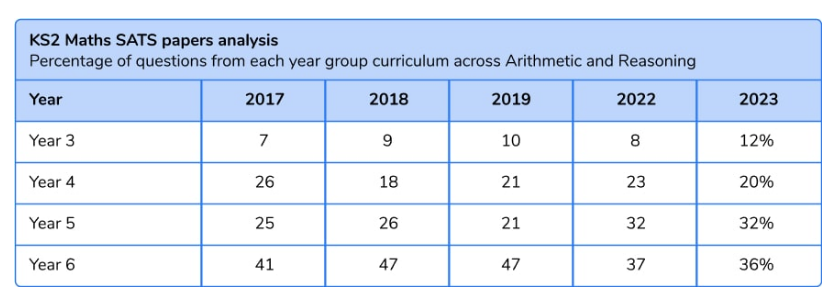 KS2 Maths SATS papers analysis
Percentage of questions from each year group curriculum across Arithmetic and Reasoning
Year 2017 2018 2019 2022 2023
Year 3 7 9 10 8 12%
Year 4 26 18 21 23 20%
Year 5 25 26 21 32 32%
Year 6 41 47 47 37 36%